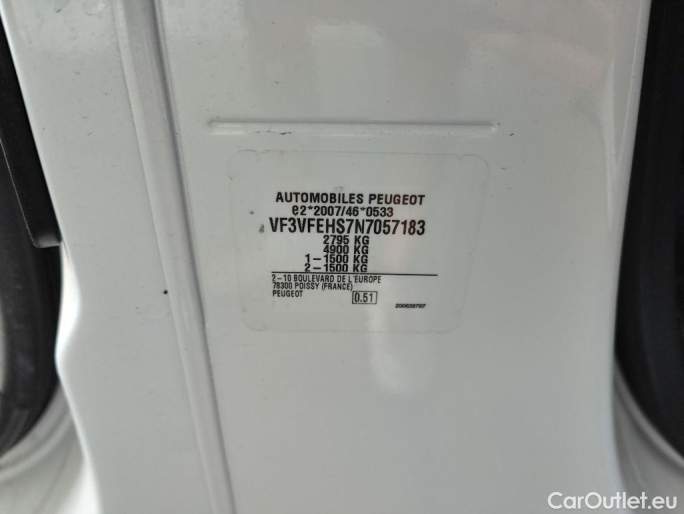 AUTOMOBILES PEUGEOT
e2*2007/46*0533
VF3VFEHS7N7057183
2795 KG
4900 KG
1-1500 KG
2-1500 KG
2-10 BOULEVARD DE L'EUROPE
78300 POISSY (FRANCE)
PEUGEOT
0.51
CarOutlet.eu